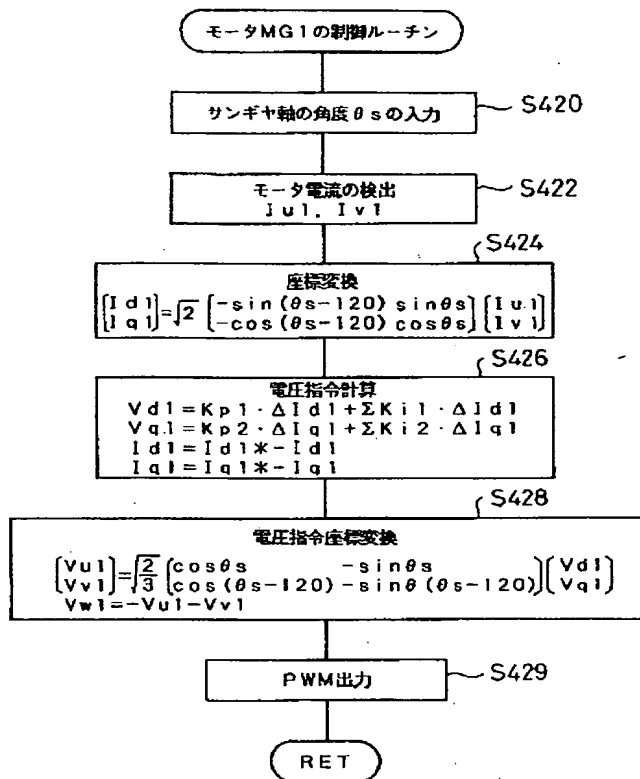 モータMG1の制御ルーチン
サンギヤ軸の角度θsの入力
S420
モータ電流の検出
Iu1, Iv1
S422
S424
座標変換
[Id1]=√2 [-sin(θs-120) sinθs] [Iu1]
[Iq1] [-cos(θs-120) cosθs] [Iv1]
S426
電圧指令計算
Vd1=Kp1・ΔId1+ΣKi1・ΔId1
Vq1=Kp2・ΔIq1+ΣKi2・ΔIq1
Id1=Id1*-Id1
Iq1=Iq1*-Iq1
S428
電圧指令座標変換
[Vu1]=√2/3 [cosθs -sinθs] [Vd1]
[Vv1] [cos(θs-120) -sinθ(θs-120)] [Vq1]
Vw1=-Vu1-Vv1
PWM出力
S429
RET